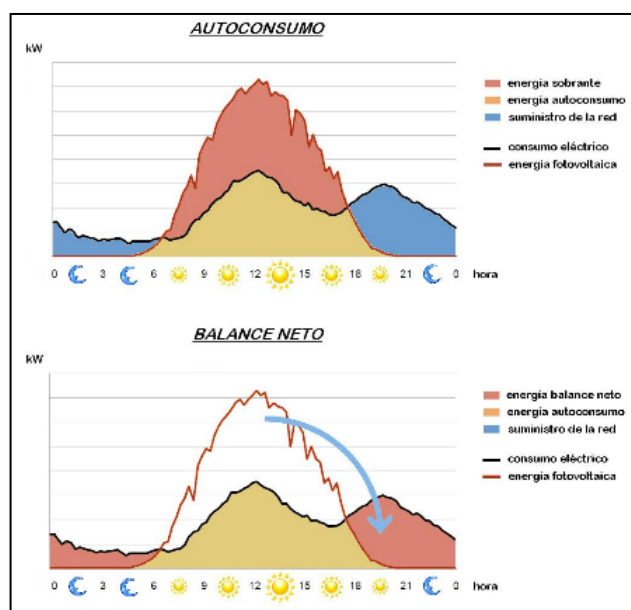 AUTOCONSUMO
kW
energía sobrante
energía autoconsumo
suministro de la red
consumo eléctrico
energía fotovoltaica
0 3 6 9 12 15 18 21 0 hora
BALANCE NETO
kW
energía balance neto
energía autoconsumo
suministro de la red
consumo eléctrico
energía fotovoltaica
0 3 6 9 12 15 18 21 0 hora